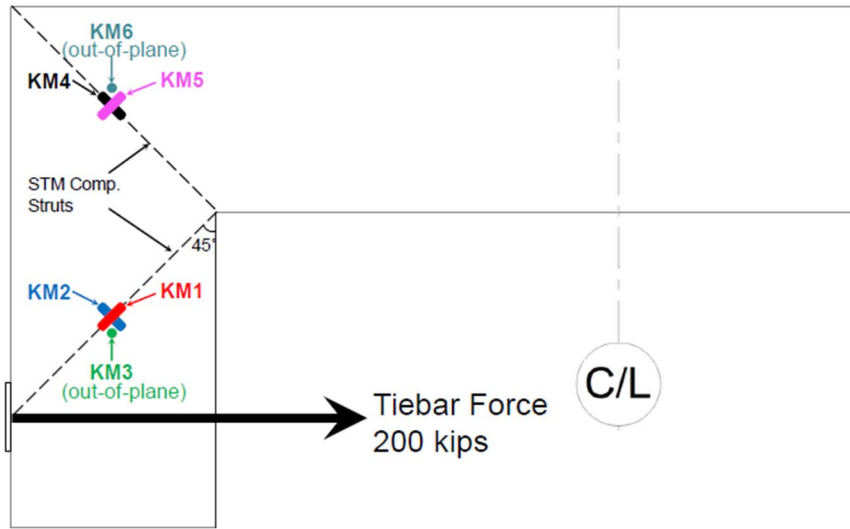 KM6
(out-of-plane)
KM4
KM5
STM Comp.
Struts
45°
KM2
KM1
KM3
(out-of-plane)
C/L
Tiebar Force
200 kips